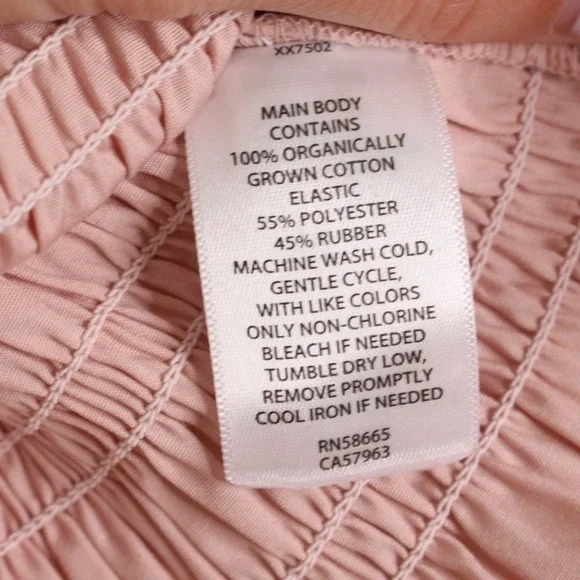 XX7502
MAIN BODY
CONTAINS
100% ORGANICALLY
GROWN COTTON
ELASTIC
55% POLYESTER
45% RUBBER
MACHINE WASH COLD,
GENTLE CYCLE,
WITH LIKE COLORS
ONLY NON-CHLORINE
BLEACH IF NEEDED
TUMBLE DRY LOW,
REMOVE PROMPTLY
COOL IRON IF NEEDED
RN58665
CA57963